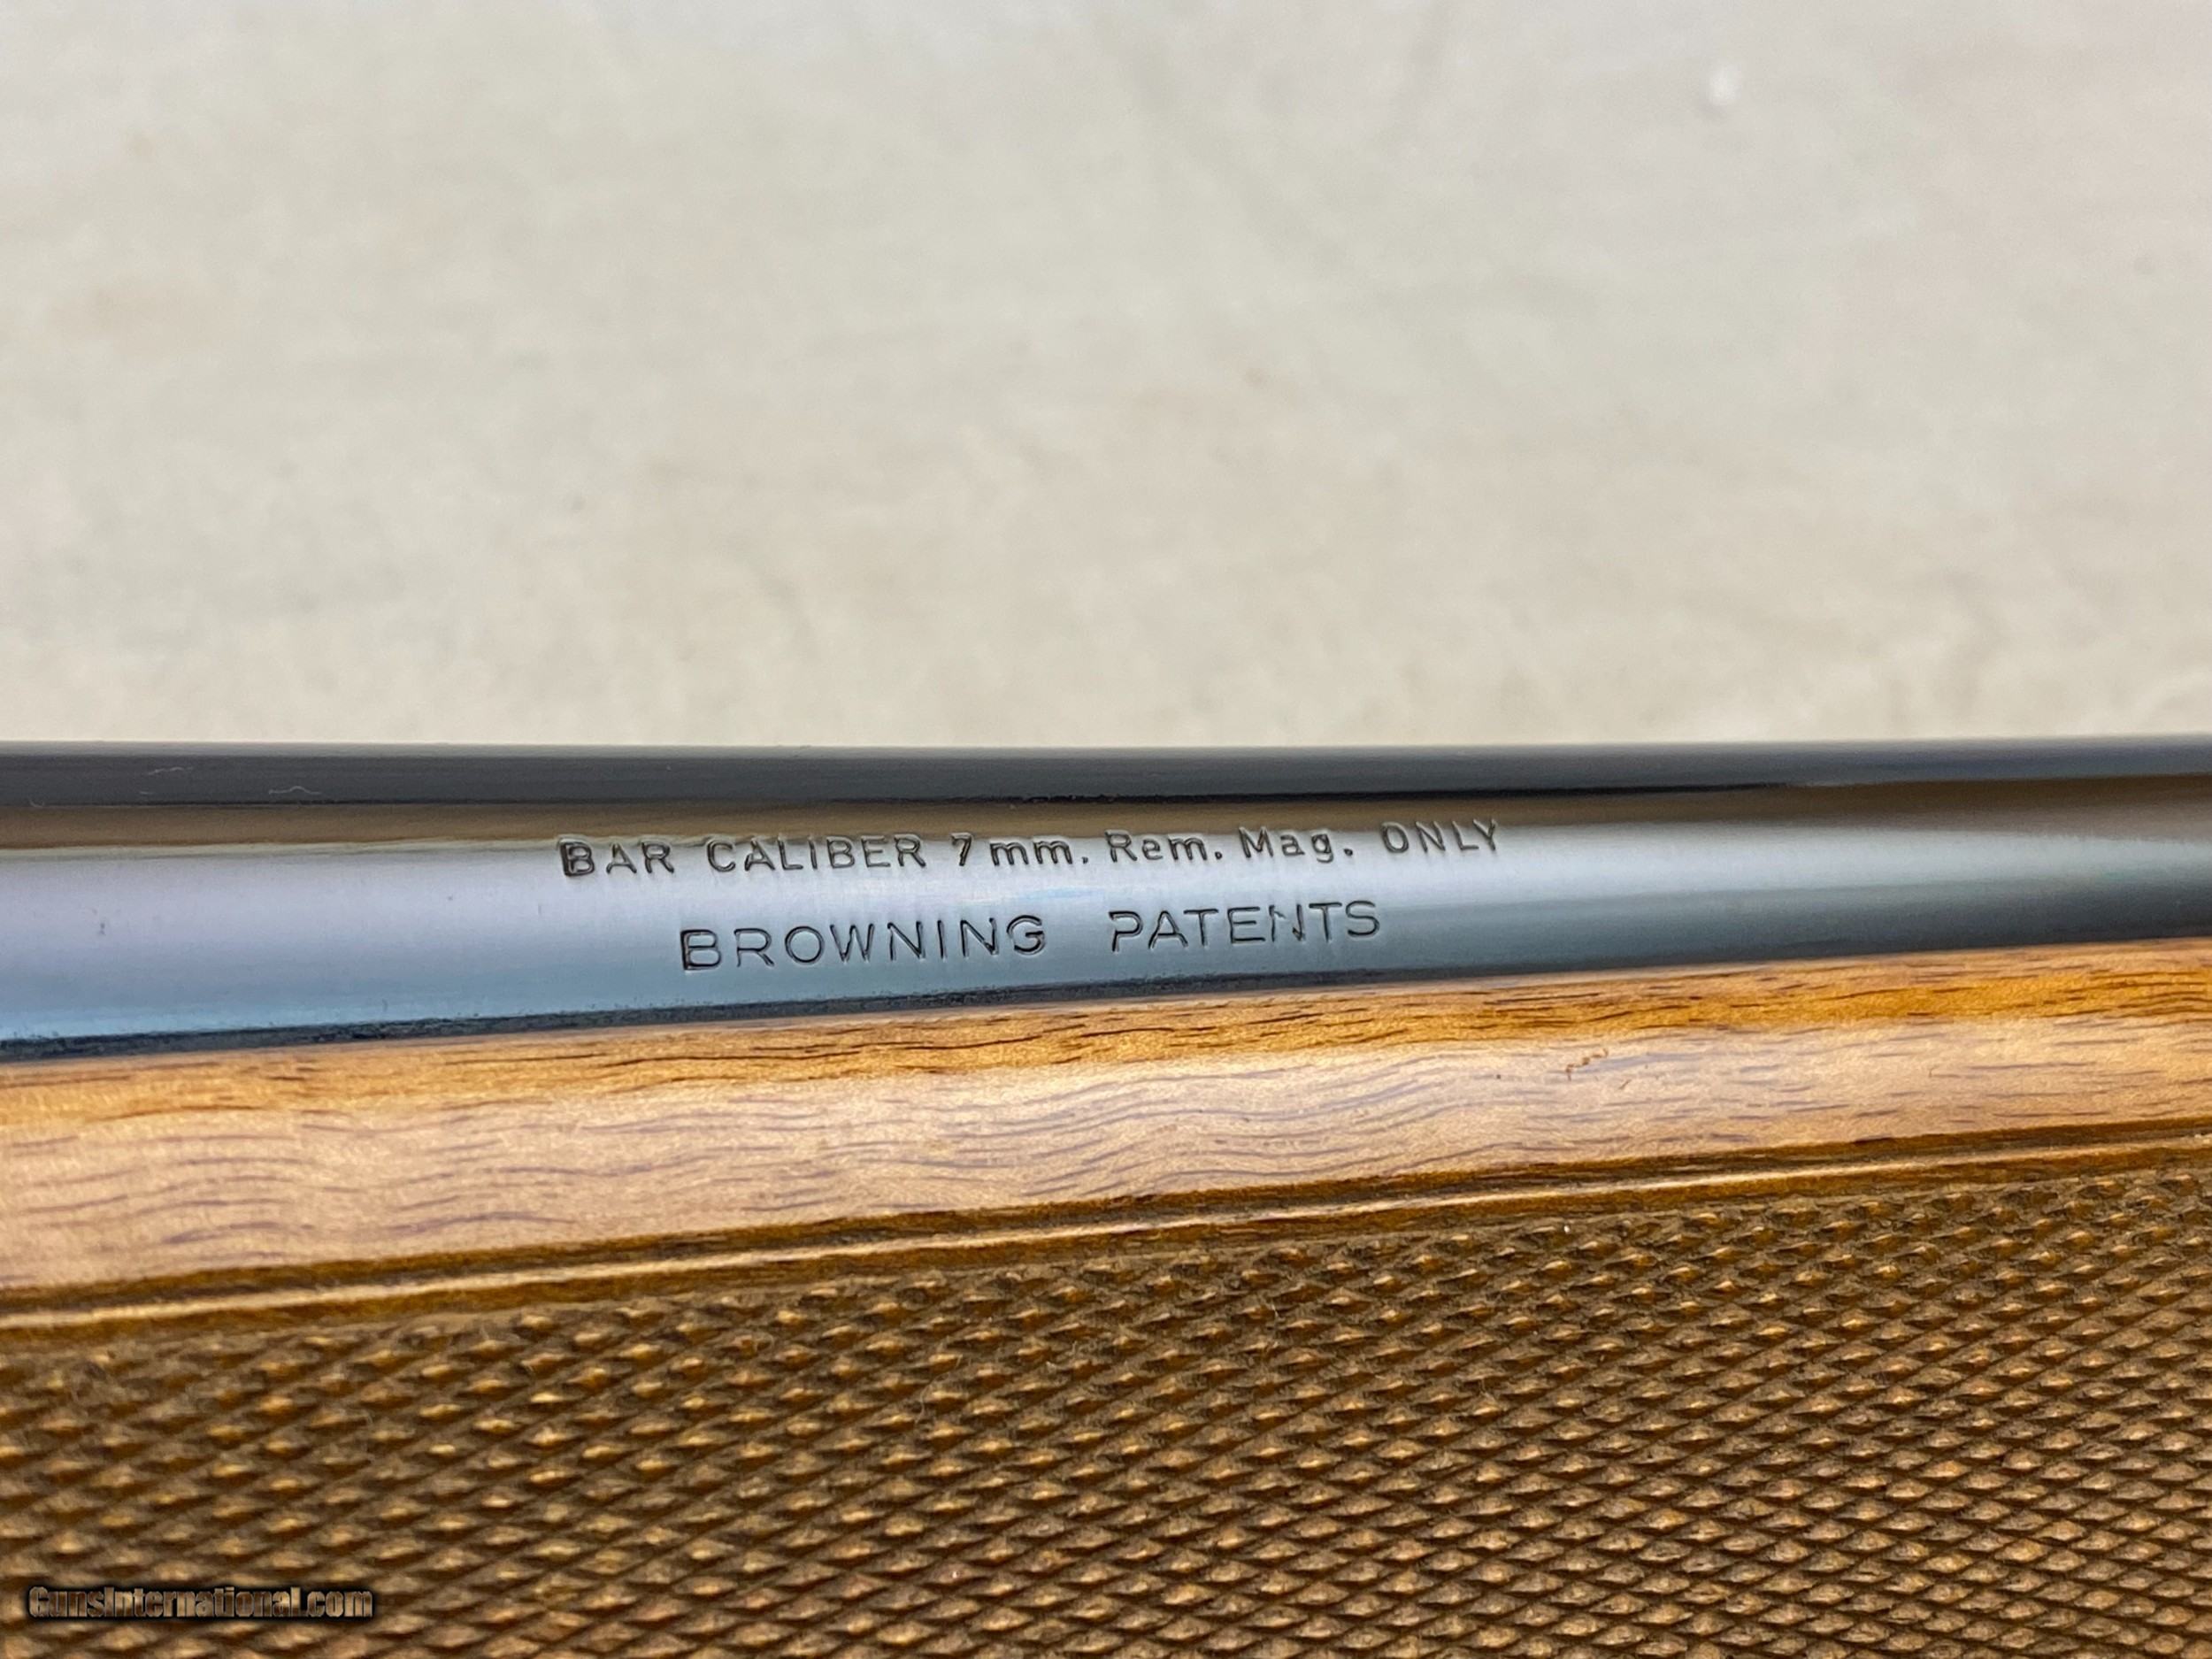 BAR CALIBER 7mm. Rem. Mag. ONLY
BROWNING PATENTS
GunsInternational.com